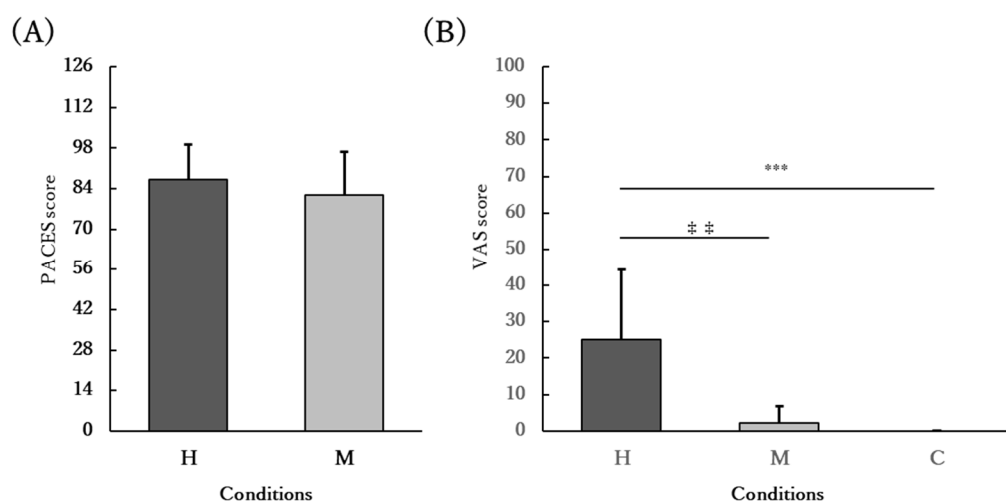 (A)
PACES score
126
112
98
84
70
56
42
28
14
0
H M
Conditions
(B)
VAS score
100
90
80
70
60
50
40
30
20
10
0
***
‡ ‡
H M C
Conditions